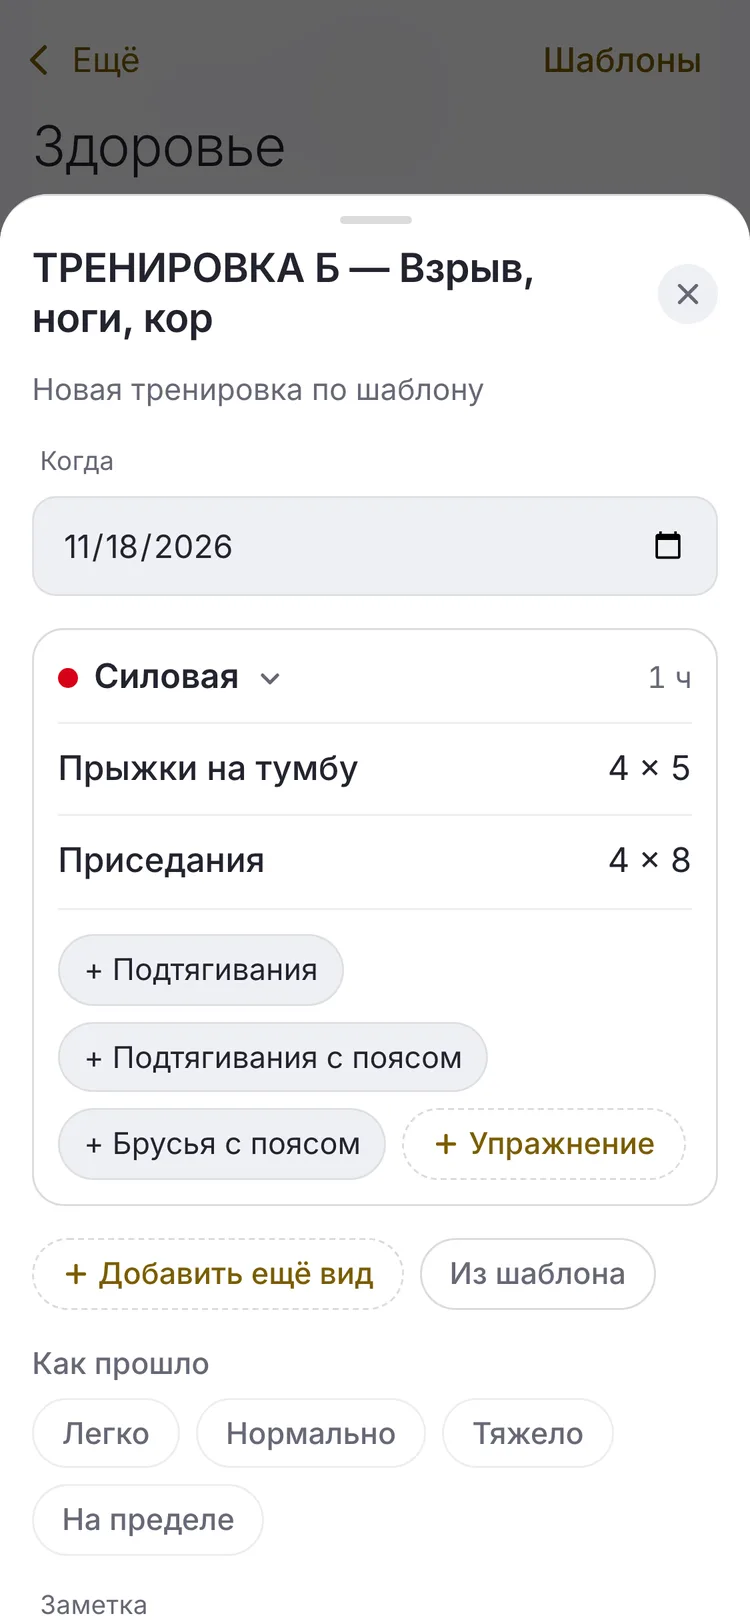 Ещё
Шаблоны
Здоровье
ТРЕНИРОВКА Б — Взрыв,
ноги, кор
Новая тренировка по шаблону
Когда
11/18/2026
Силовая
1 ч
Прыжки на тумбу
4 × 5
Приседания
4 × 8
+ Подтягивания
+ Подтягивания с поясом
+ Брусья с поясом
+ Упражнение
+ Добавить ещё вид
Из шаблона
Как прошло
Легко
Нормально
Тяжело
На пределе
Заметка